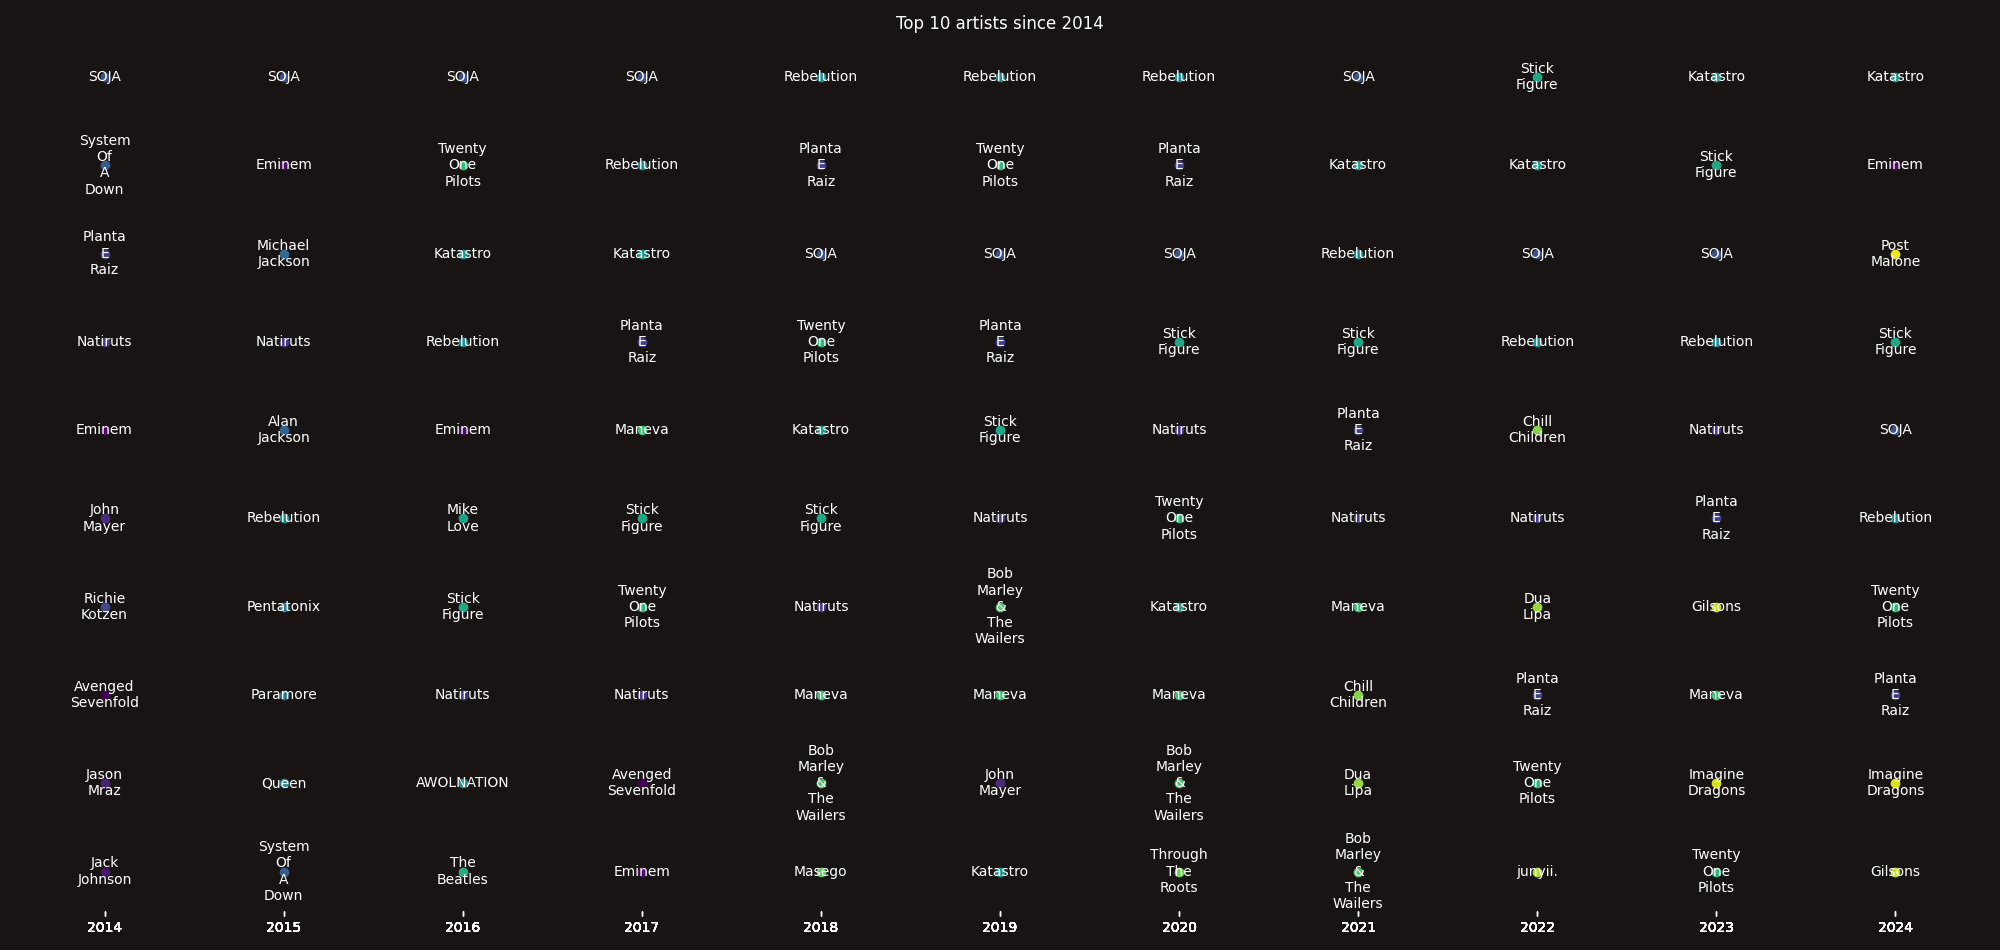 Top 10 artists since 2014
SOJA
SOJA
SOJA
SOJA
Rebelution
Rebelution
Rebelution
SOJA
Stick
Figure
Katastro
Katastro
System
Of
A
Down
Eminem
Twenty
One
Pilots
Rebelution
Planta
E
Raiz
Twenty
One
Pilots
Planta
E
Raiz
Katastro
Katastro
Stick
Figure
Eminem
Planta
E
Raiz
Michael
Jackson
Katastro
Katastro
SOJA
SOJA
SOJA
Rebelution
SOJA
SOJA
Post
Malone
Natiruts
Natiruts
Rebelution
Planta
E
Raiz
Twenty
One
Pilots
Planta
E
Raiz
Stick
Figure
Stick
Figure
Rebelution
Rebelution
Stick
Figure
Eminem
Alan
Jackson
Eminem
Maneva
Katastro
Stick
Figure
Natiruts
Planta
E
Raiz
Chill
Children
Natiruts
SOJA
John
Mayer
Rebelution
Mike
Love
Stick
Figure
Stick
Figure
Natiruts
Twenty
One
Pilots
Natiruts
Natiruts
Planta
E
Raiz
Rebelution
Richie
Kotzen
Pentatonix
Stick
Figure
Twenty
One
Pilots
Natiruts
Bob
Marley
&
The
Wailers
Katastro
Maneva
Dua
Lipa
Gilsons
Twenty
One
Pilots
Avenged
Sevenfold
Paramore
Natiruts
Natiruts
Maneva
Maneva
Maneva
Chill
Children
Planta
E
Raiz
Maneva
Planta
E
Raiz
Jason
Mraz
Queen
AWOLNATION
Avenged
Sevenfold
Bob
Marley
&
The
Wailers
John
Mayer
Bob
Marley
&
The
Wailers
Dua
Lipa
Twenty
One
Pilots
Imagine
Dragons
Imagine
Dragons
Jack
Johnson
System
Of
A
Down
The
Beatles
Eminem
Masego
Katastro
Through
The
Roots
Bob
Marley
&
The
Wailers
junyii.
Twenty
One
Pilots
Gilsons
2014
2015
2016
2017
2018
2019
2020
2021
2022
2023
2024